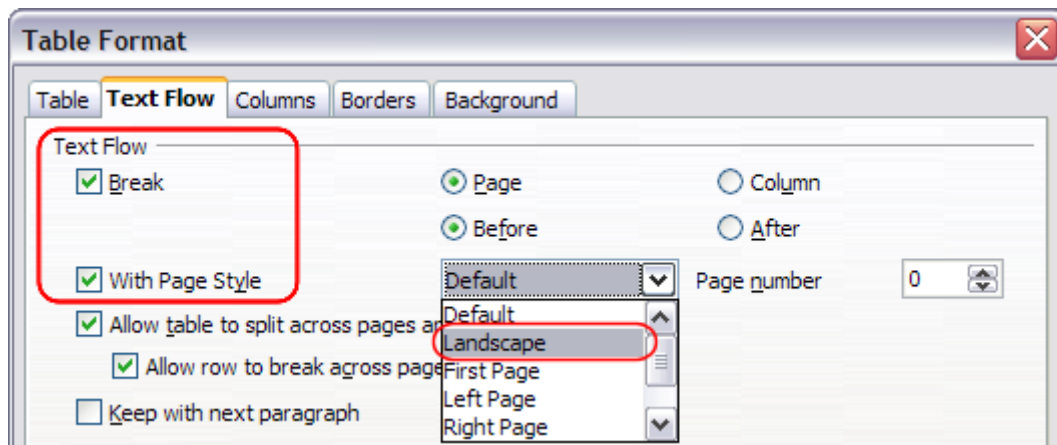 Table Format
Table Text Flow Columns Borders Background
Text Flow
Break Page Column
Before After
With Page Style Default Page number 0
Default
Allow table to split across pages
Landscape
Allow row to break across
First Page
Left Page
Keep with next paragraph
Right Page